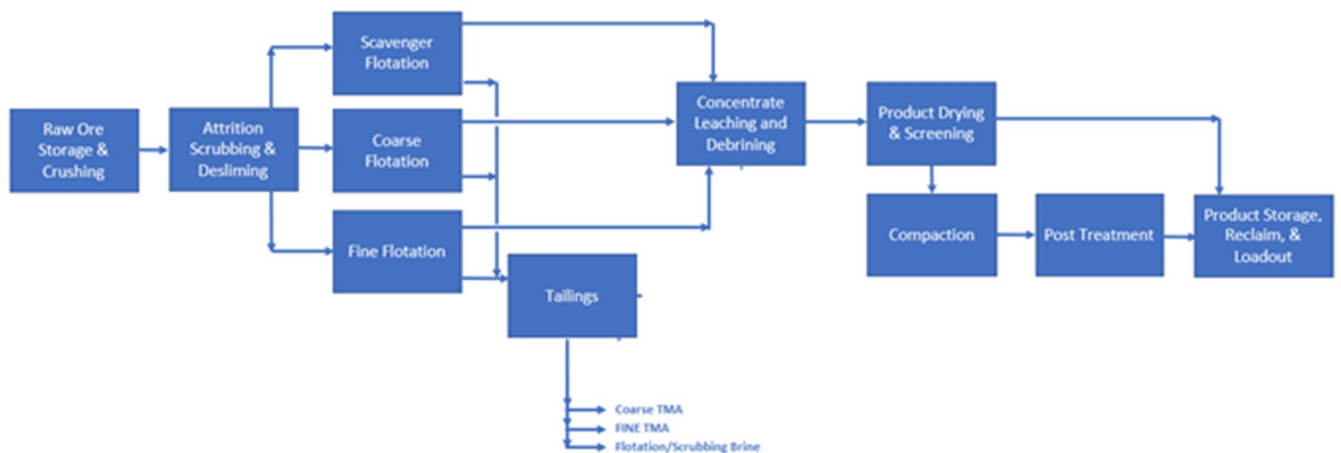 Scavenger
Flotation
Raw Ore
Storage &
Crushing
Attrition
Scrubbing &
Desliming
Coarse
Flotation
Fine Flotation
Concentrate
Leaching and
Debrining
Product Drying
& Screening
Compaction
Post Treatment
Product Storage,
Reclaim, &
Loadout
Tailings
Coarse TMA
FINE TMA
Flotation/Scrubbing Brine